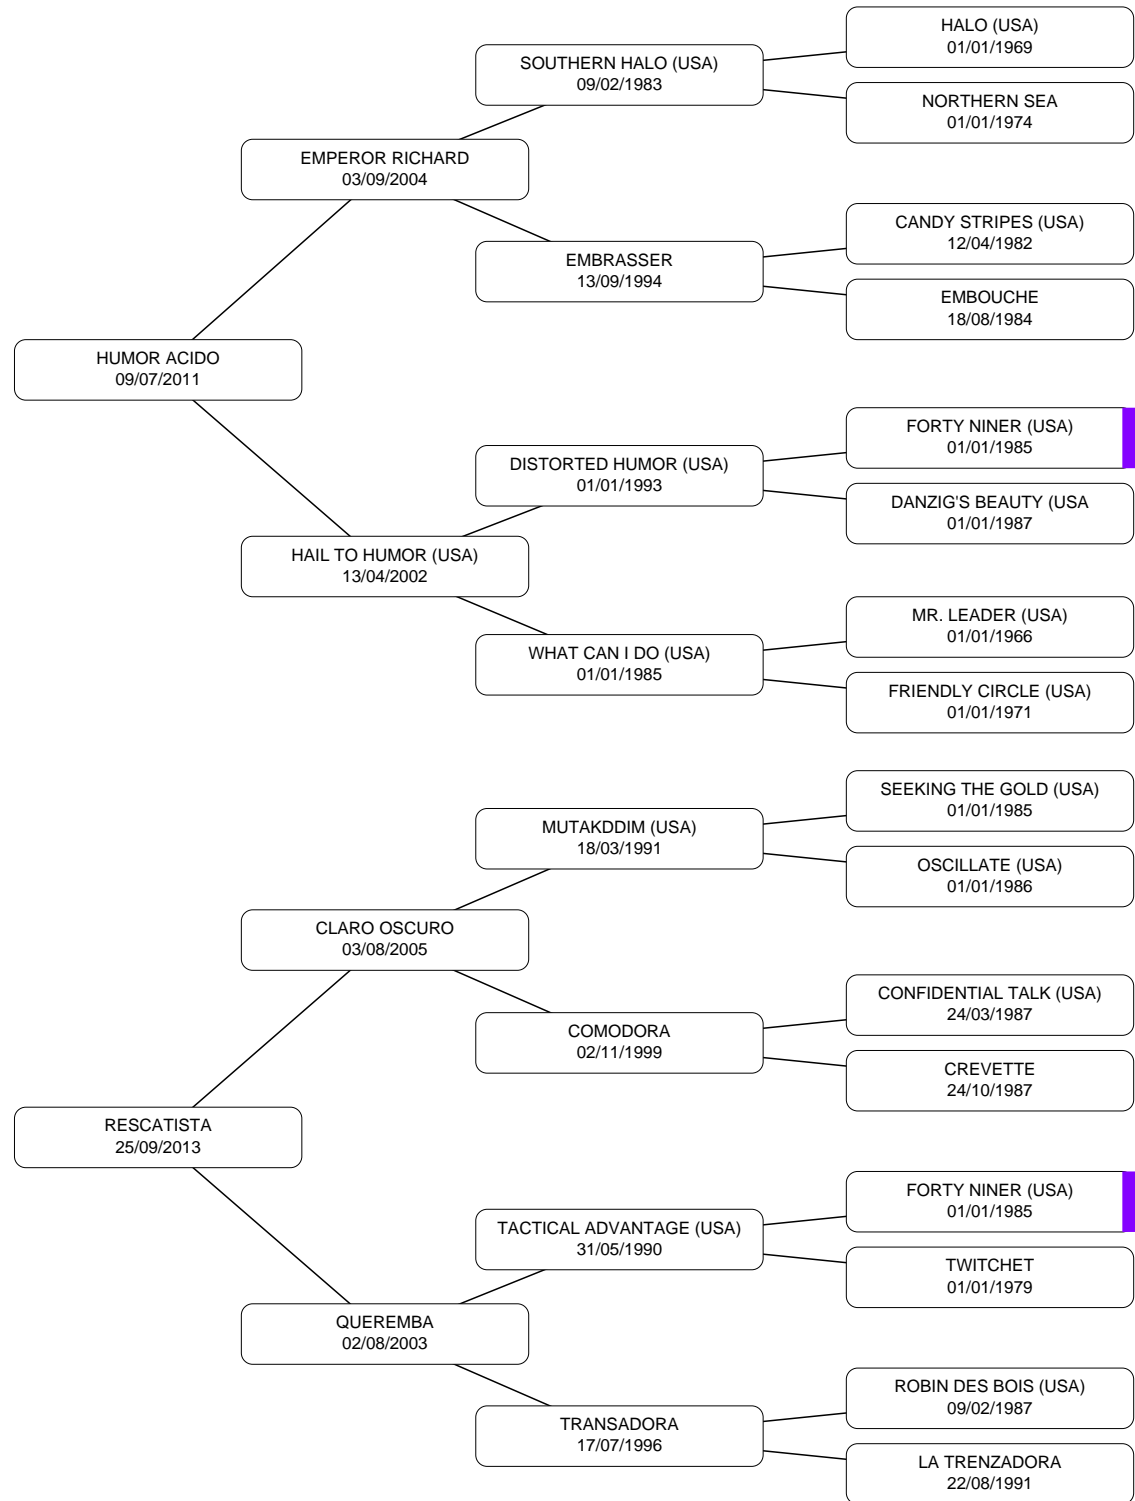 HALO (USA)
01/01/1969
SOUTHERN HALO (USA)
09/02/1983
NORTHERN SEA
01/01/1974
EMPEROR RICHARD
03/09/2004
CANDY STRIPES (USA)
12/04/1982
EMBRASSER
13/09/1994
EMBOUCHE
18/08/1984
HUMOR ACIDO
09/07/2011
FORTY NINER (USA)
01/01/1985
DISTORTED HUMOR (USA)
01/01/1993
DANZIG'S BEAUTY (USA
01/01/1987
HAIL TO HUMOR (USA)
13/04/2002
MR. LEADER (USA)
01/01/1966
WHAT CAN I DO (USA)
01/01/1985
FRIENDLY CIRCLE (USA)
01/01/1971
SEEKING THE GOLD (USA)
01/01/1985
MUTAKDDIM (USA)
18/03/1991
OSCILLATE (USA)
01/01/1986
CLARO OSCURO
03/08/2005
CONFIDENTIAL TALK (USA)
24/03/1987
COMODORA
02/11/1999
CREVETTE
24/10/1987
RESCATISTA
25/09/2013
FORTY NINER (USA)
01/01/1985
TACTICAL ADVANTAGE (USA)
31/05/1990
TWITCHET
01/01/1979
QUEREMBA
02/08/2003
ROBIN DES BOIS (USA)
09/02/1987
TRANSADORA
17/07/1996
LA TRENZADORA
22/08/1991